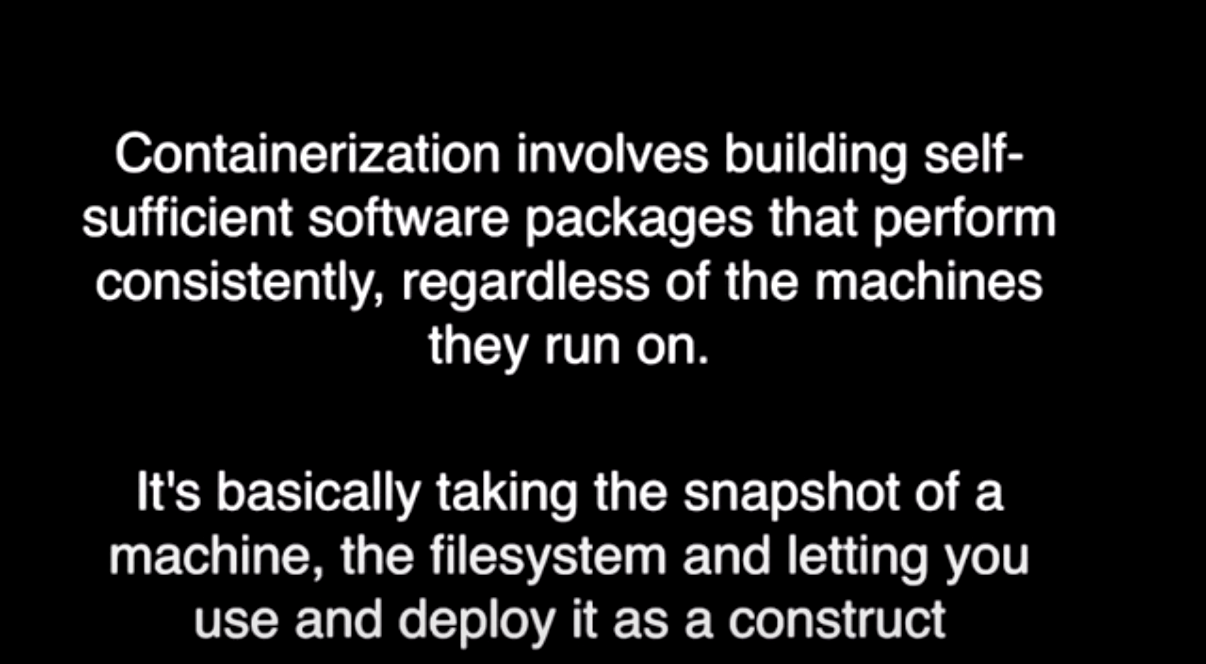 Containerization involves building self-
sufficient software packages that perform
consistently, regardless of the machines
they run on.
It's basically taking the snapshot of a
machine, the filesystem and letting you
use and deploy it as a construct